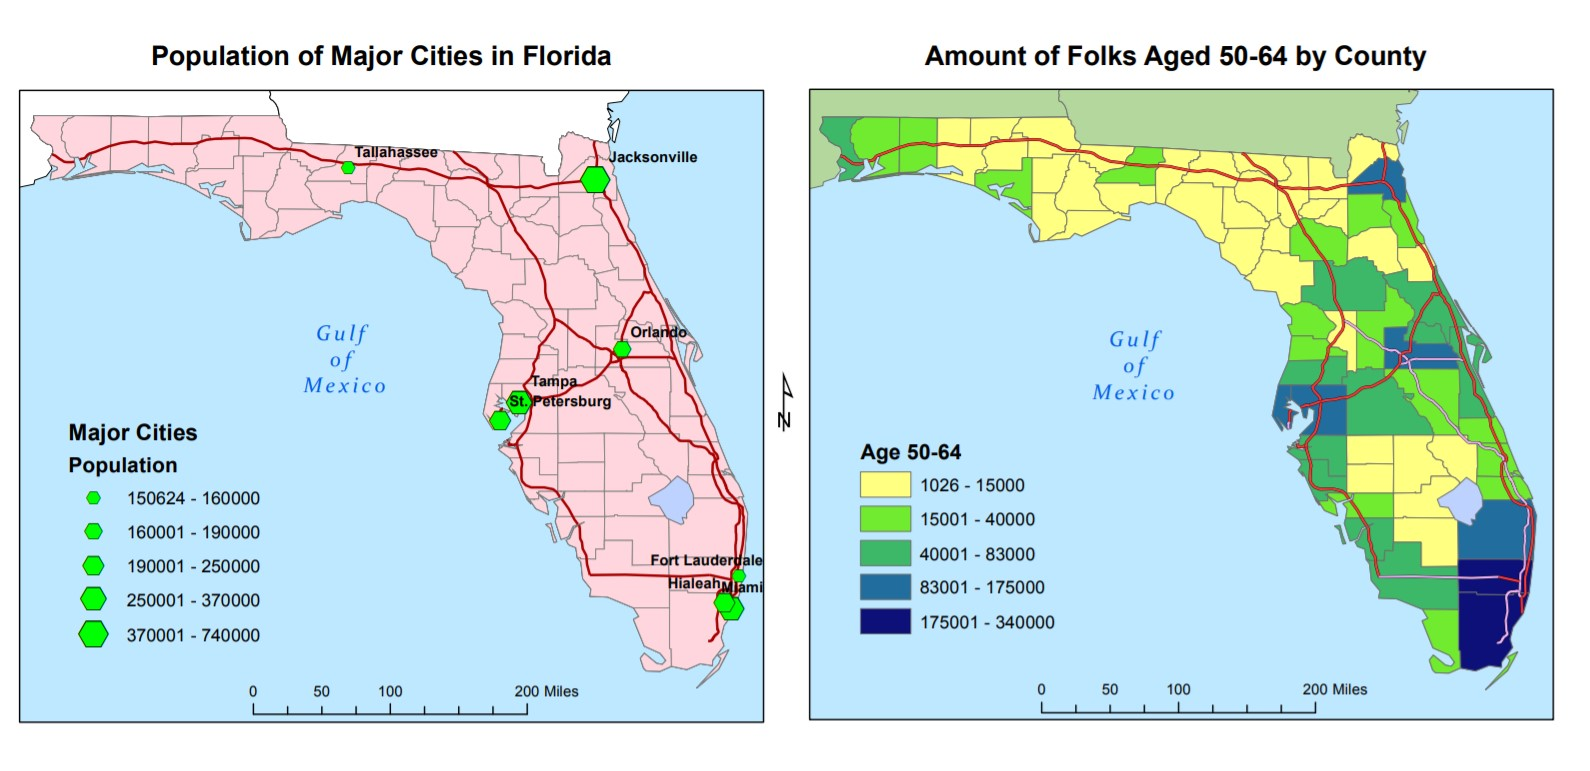 Population of Major Cities in Florida
Tallahassee
Jacksonville
Orlando
Gulf
of
Mexico
Tampa
St. Petersburg
Major Cities
Population
150624 - 160000
160001 - 190000
190001 - 250000
250001 - 370000
370001 - 740000
Fort Lauderdale
Hialeah
Miami
0 50 100 200 Miles
N
Amount of Folks Aged 50-64 by County
Gulf
of
Mexico
Age 50-64
1026 - 15000
15001 - 40000
40001 - 83000
83001 - 175000
175001 - 340000
0 50 100 200 Miles